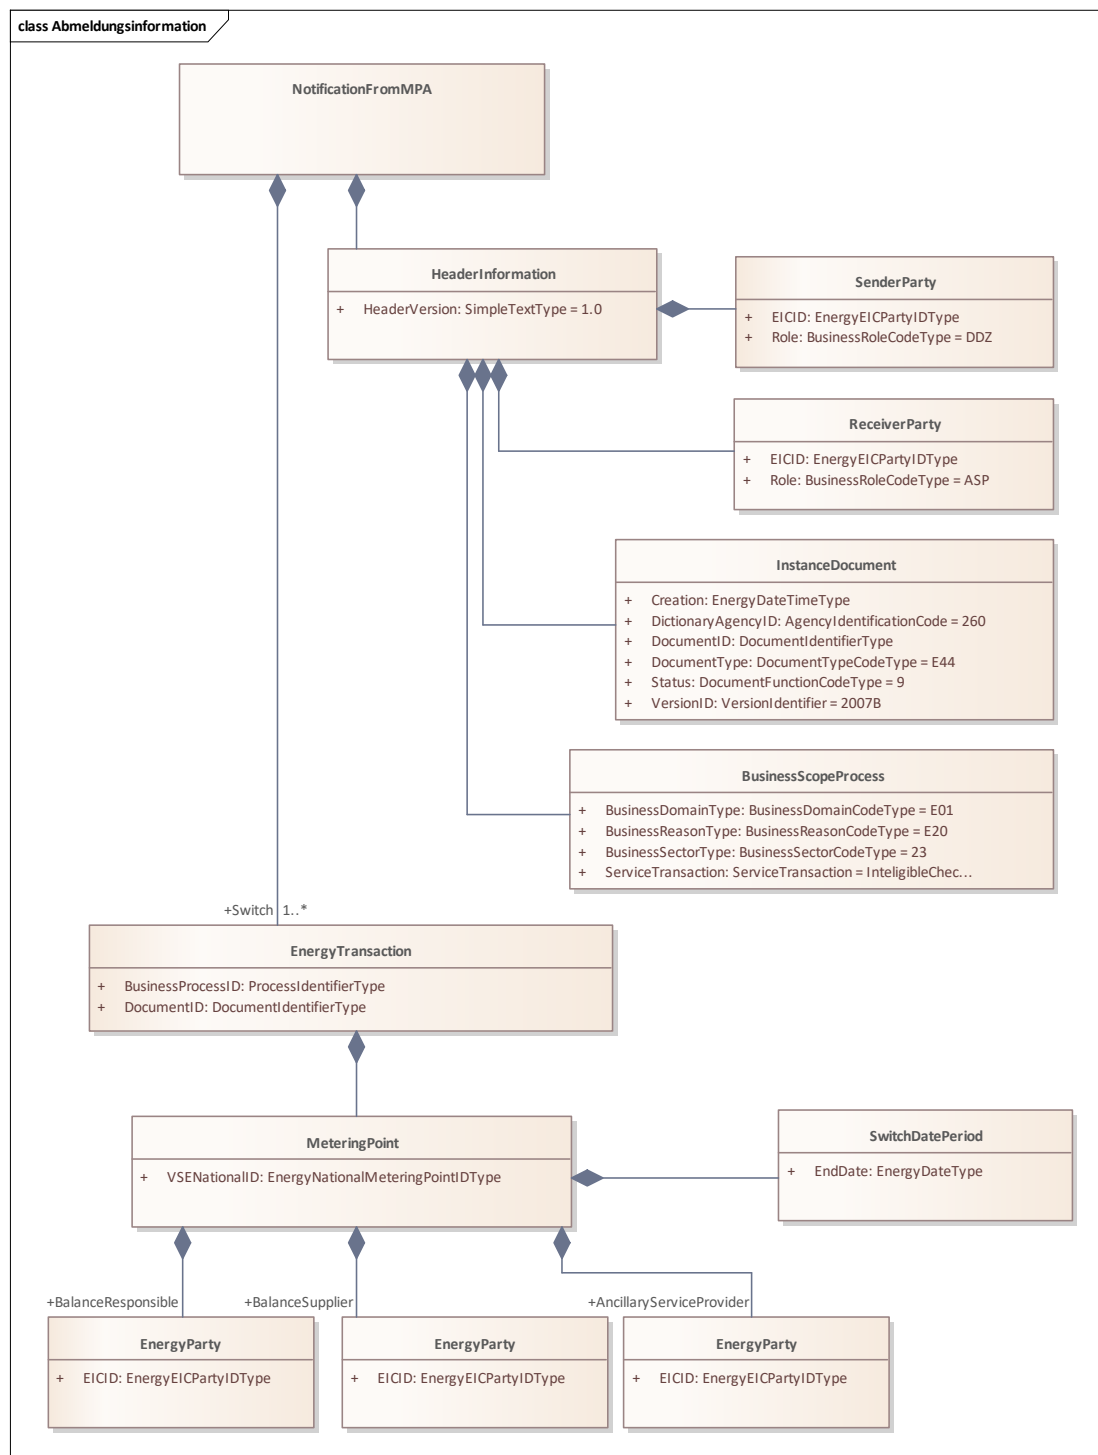 class Abmeldungsinformation
NotificationFromMPA
HeaderInformation
+ HeaderVersion: SimpleTextType = 1.0
SenderParty
+ EICID: EnergyEICPartyIDType
+ Role: BusinessRoleCodeType = DDZ
ReceiverParty
+ EICID: EnergyEICPartyIDType
+ Role: BusinessRoleCodeType = ASP
InstanceDocument
+ Creation: EnergyDateTimeType
+ DictionaryAgencyID: AgencyIdentificationCode = 260
+ DocumentID: DocumentIdentifierType
+ DocumentType: DocumentTypeCodeType = E44
+ Status: DocumentFunctionCodeType = 9
+ VersionID: VersionIdentifier = 2007B
BusinessScopeProcess
+ BusinessDomainType: BusinessDomainCodeType = E01
+ BusinessReasonType: BusinessReasonCodeType = E20
+ BusinessSectorType: BusinessSectorCodeType = 23
+ ServiceTransaction: ServiceTransaction = InteligibleChec...
+Switch 1..*
EnergyTransaction
+ BusinessProcessID: ProcessIdentifierType
+ DocumentID: DocumentIdentifierType
MeteringPoint
+ VSENationalID: EnergyNationalMeteringPointIDType
SwitchDatePeriod
+ EndDate: EnergyDateType
+BalanceResponsible
EnergyParty
+ EICID: EnergyEICPartyIDType
+BalanceSupplier
EnergyParty
+ EICID: EnergyEICPartyIDType
+AncillaryServiceProvider
EnergyParty
+ EICID: EnergyEICPartyIDType